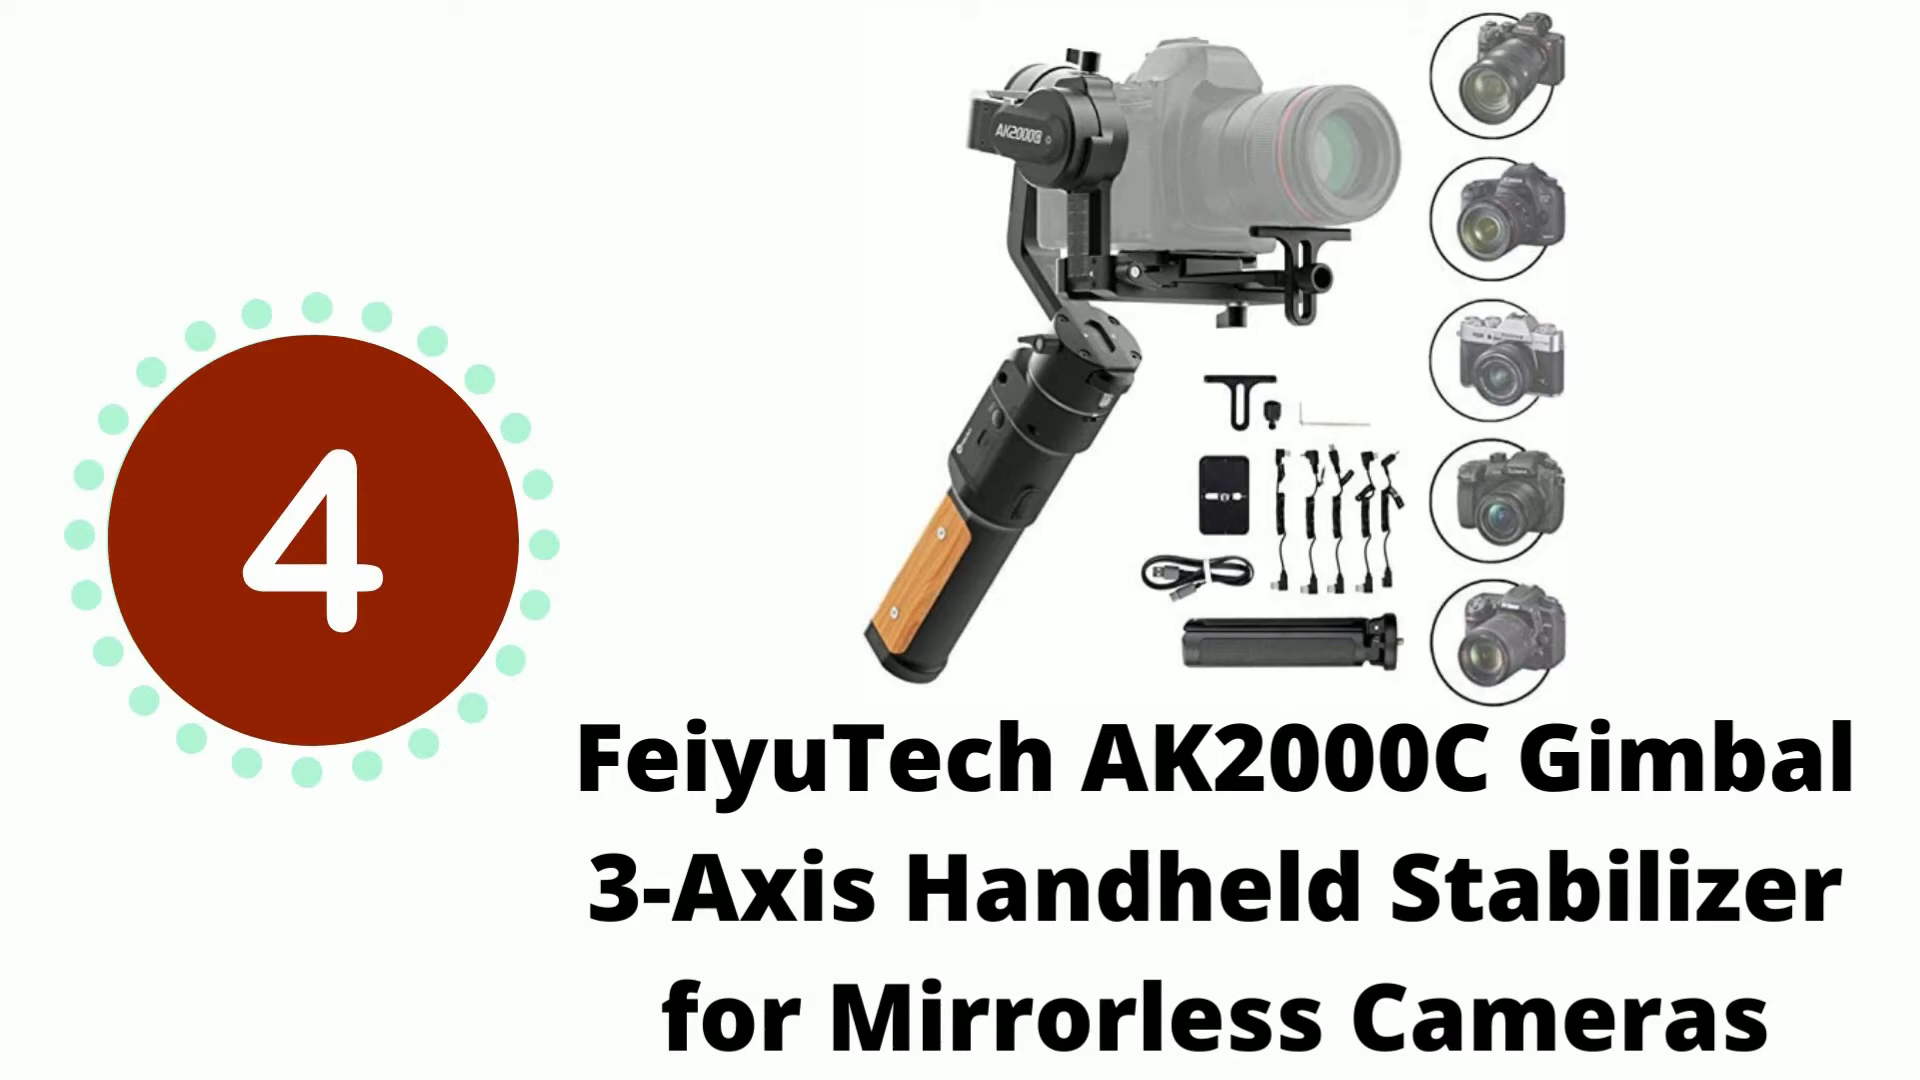 4
AK2000C
FeiyuTech AK2000C Gimbal
3-Axis Handheld Stabilizer
for Mirrorless Cameras